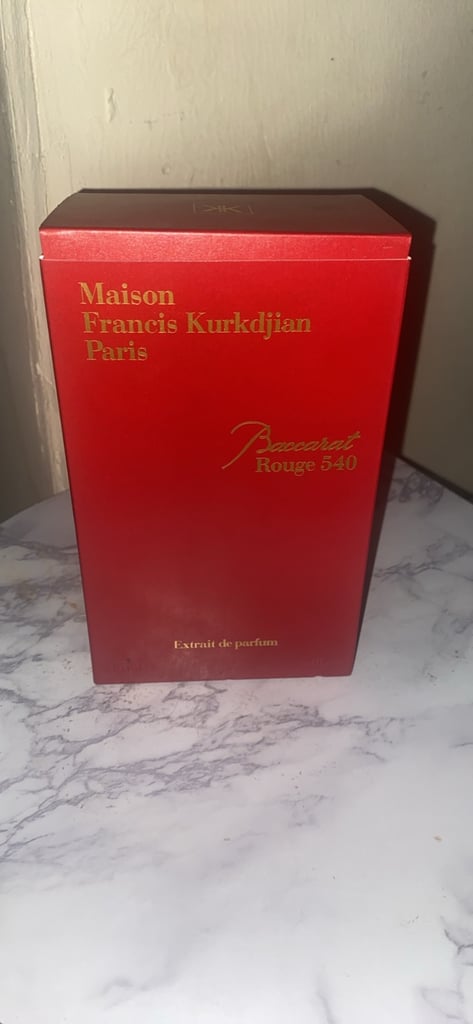 Maison
Francis Kurkdjian
Paris
Baccarat
Rouge 540
Extrait de parfum